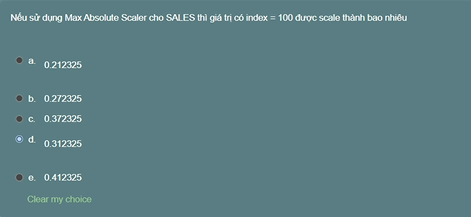 Nếu sử dụng Max Absolute Scaler cho SALES thì giá trị có index = 100 được scale thành bao nhiêu
a. 0.212325
b. 0.272325
c. 0.372325
d. 0.312325
e. 0.412325
Clear my choice